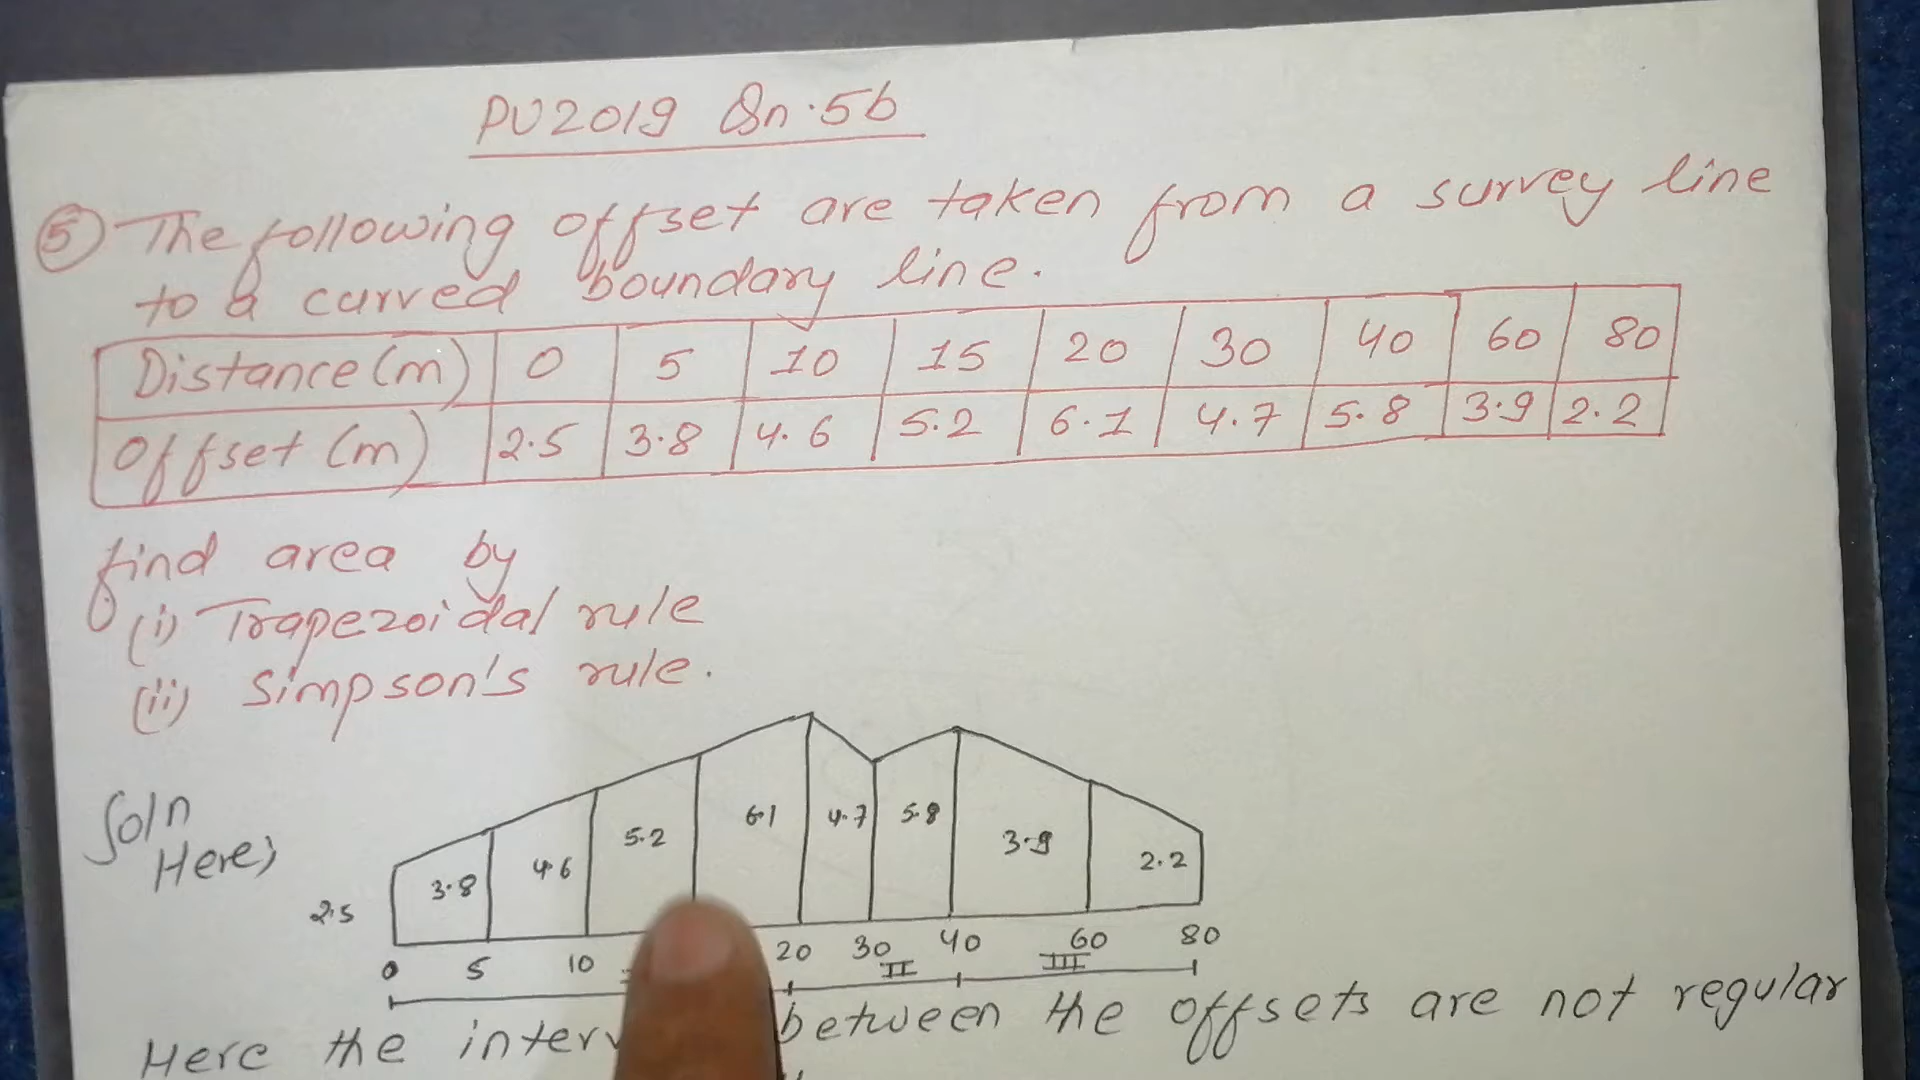 PU2019 Qn.5b
⑤ The following offset are taken from a survey line
to a curved boundary line.
Distance (m) 0 5 10 15 20 30 40 60 80
Offset (m) 2.5 3.8 4.6 5.2 6.1 4.7 5.8 3.9 2.2
find area by
(i) Trapezoidal rule
(ii) Simpson's rule.
Soln
Here,
2.5 3.8 4.6 5.2 6.1 4.7 5.8 3.9 2.2
0 5 10 20 30 40 60 80
II III
Here the between the offsets are not regular